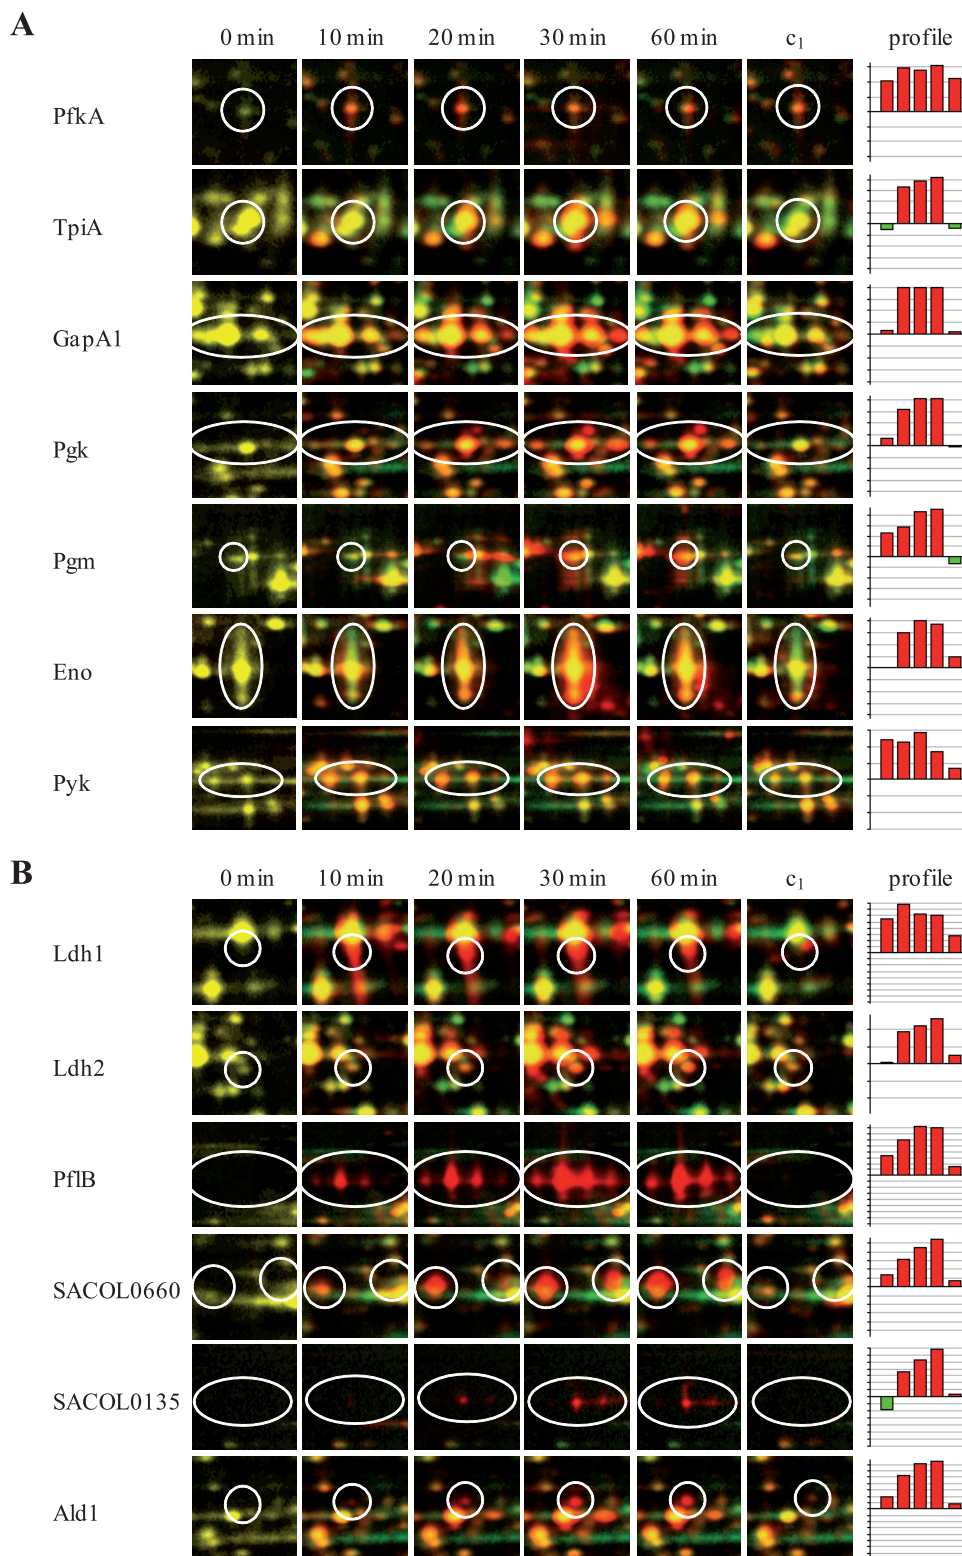 A
0 min 10 min 20 min 30 min 60 min c₁ profile
PfkA
TpiA
GapA1
Pgk
Pgm
Eno
Pyk
B
0 min 10 min 20 min 30 min 60 min c₁ profile
Ldh1
Ldh2
PflB
SACOL0660
SACOL0135
Ald1